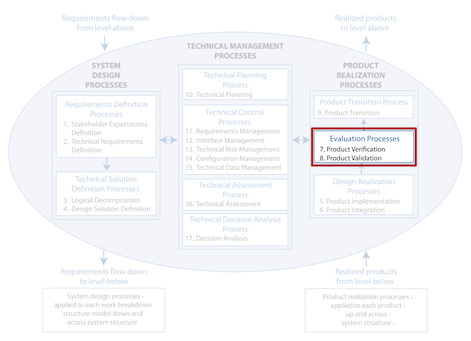 Requirements flow down
from level above
Realized products
to level above
TECHNICAL MANAGEMENT
PROCESSES
SYSTEM
DESIGN
PROCESSES
PRODUCT
REALIZATION
PROCESSES
Requirements Definition
Processes
1. Stakeholder Expectations
Definition
2. Technical Requirements
Definition
Technical Solution
Definition Processes
3. Logical Decomposition
4. Design Solution Definition
Technical Planning
Process
10. Technical Planning
Technical Control
Processes
11. Requirements Management
12. Interface Management
13. Technical Risk Management
14. Configuration Management
15. Technical Data Management
Technical Assessment
Process
16. Technical Assessment
Technical Decision Analysis
Process
17. Decision Analysis
Product Transition Process
9. Product Transition
Evaluation Processes
7. Product Verification
8. Product Validation
Design Realization
Processes
5. Product Implementation
6. Product Integration
Requirements flow down
to level below
Realized products
from level below
System design processes -
applied to each work breakdown
structure model down and
across system structure
Product realization processes -
applied to each product -
up and across -
system structure -